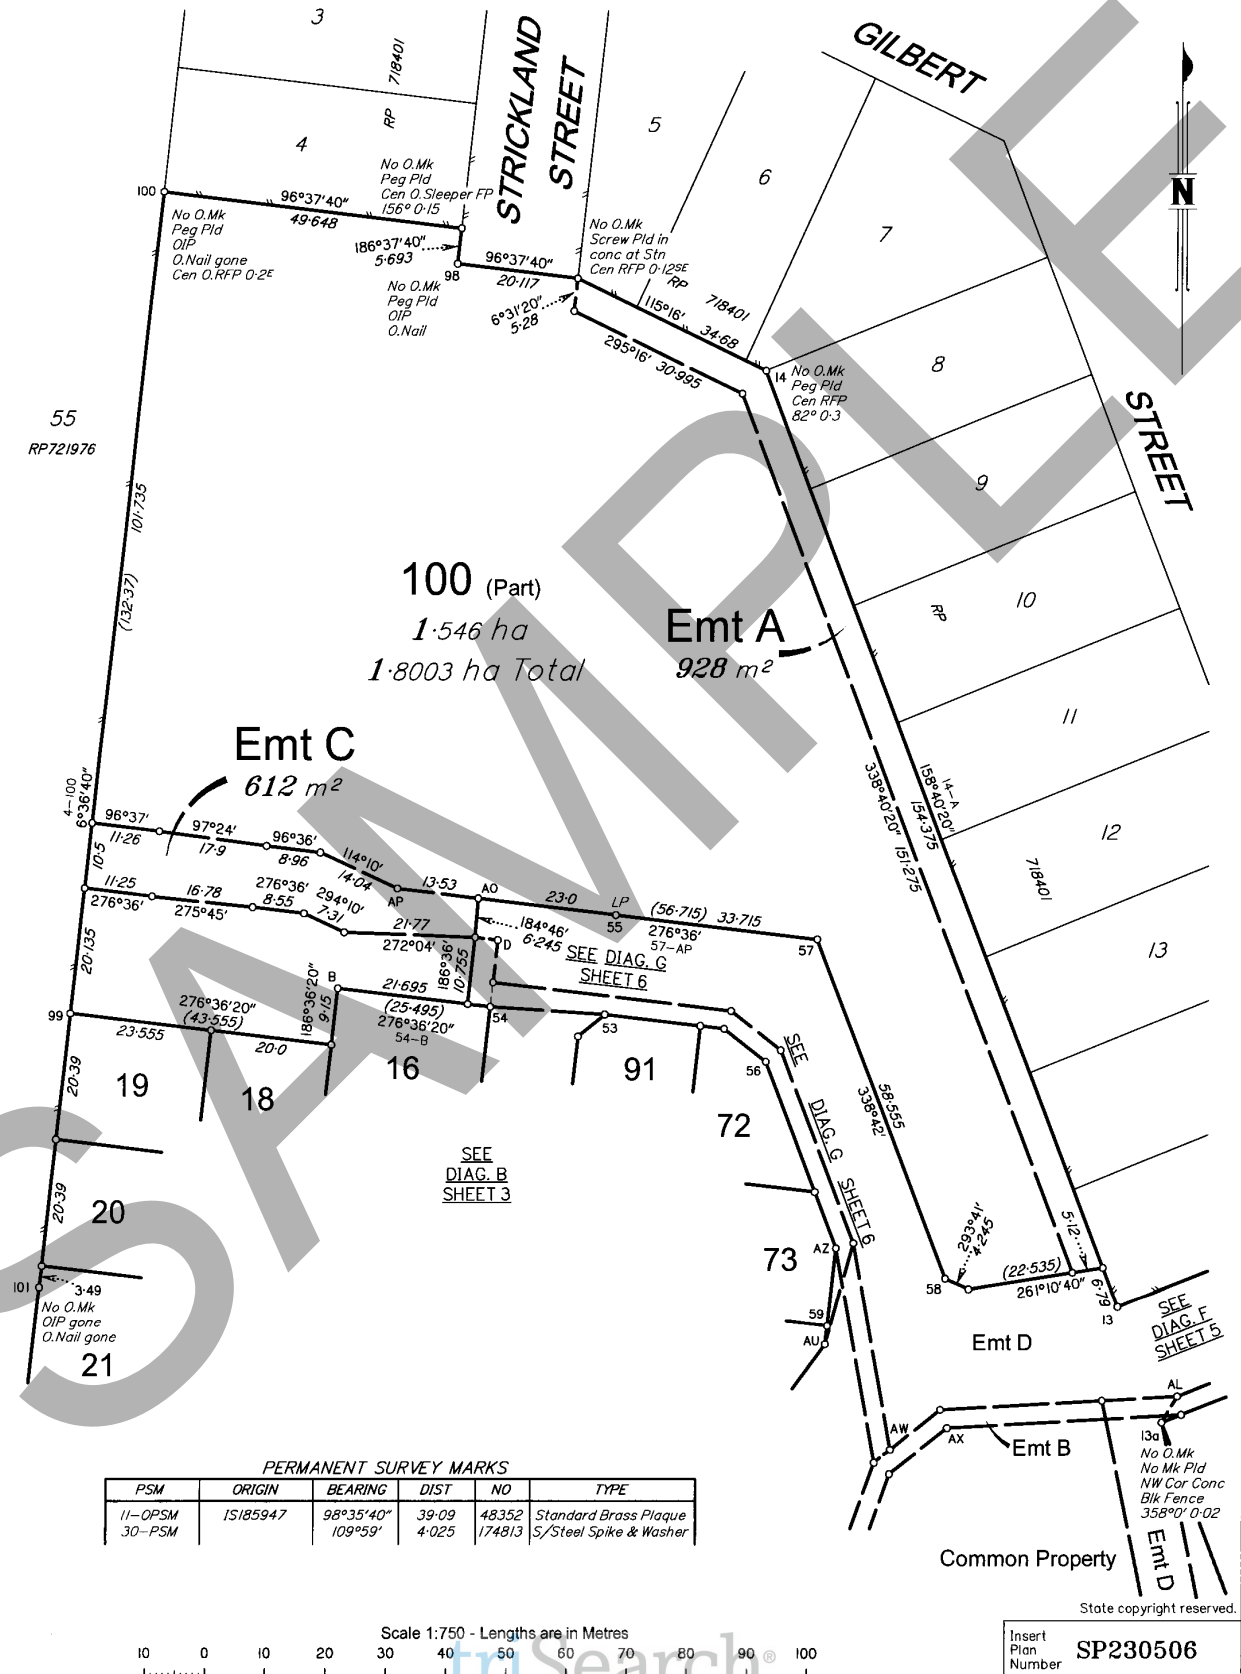 3
718401
RP
4
STRICKLAND
STREET
GILBERT
STREET
5
6
7
N
No O.Mk
Peg Pld
Cen O.Sleeper FP
156° 0·15
100
96°37'40"
49·648
No O.Mk
Peg Pld
OIP
O.Nail gone
Cen O.RFP 0·2E
186°37'40"
5·693
98
96°37'40"
20·117
No O.Mk
Peg Pld
OIP
O.Nail
No O.Mk
Screw Pld in
conc at Stn
Cen RFP 0·12SE
RP
718401
6°31'20"
5·28
115°16'
34·68
295°16' 30·995
14
No O.Mk
Peg Pld
Cen RFP
82° 0·3
8
9
10
11
12
13
RP
718401
55
RP721976
101·735
(132·37)
100 (Part)
1·546 ha
1·8003 ha Total
Emt A
928 m²
338°40'20" 151·275
14-A
158°40'20"
154·375
Emt C
612 m²
4-100
6°36'40"
96°37'
11·26
97°24'
17·9
96°36'
8·96
114°10'
14·04
13·53
AP
AO
10·5
11·25
276°36'
16·78
275°45'
276°36'
8·55
294°10'
7·31
21·77
272°04'
184°46'
6·245
D
23·0
LP
55
(56·715) 33·715
276°36'
57-AP
57
SEE DIAG. G
SHEET 6
186°36'
10·755
20·135
99
276°36'20"
(43·555)
23·555
20·0
186°36'20"
9·15
B
21·695
(25·495)
276°36'20"
54-B
54
53
56
19
18
16
91
72
73
20·39
20·39
20
101
3·49
No O.Mk
OIP gone
O.Nail gone
21
SEE
DIAG. B
SHEET 3
SEE
DIAG. G
SHEET 6
58·555
338°42'
AZ
59
AU
58
293°41'
4·245
(22·535)
261°10'40"
5·12
6·79
13
SEE
DIAG. F
SHEET 5
Emt D
AL
AW
AX
Emt B
13a
No O.Mk
No Mk Pld
NW Cor Conc
Blk Fence
358°0' 0·02
Emt D
Common Property
PERMANENT SURVEY MARKS
PSM ORIGIN BEARING DIST NO TYPE
11-OPSM IS185947 98°35'40" 39·09 48352 Standard Brass Plaque
30-PSM 109°59' 4·025 174813 S/Steel Spike & Washer
State copyright reserved.
Scale 1:750 - Lengths are in Metres
10 0 10 20 30 40 50 60 70 80 90 100
Insert
Plan
Number
SP230506
SAMPLE
triSearch®